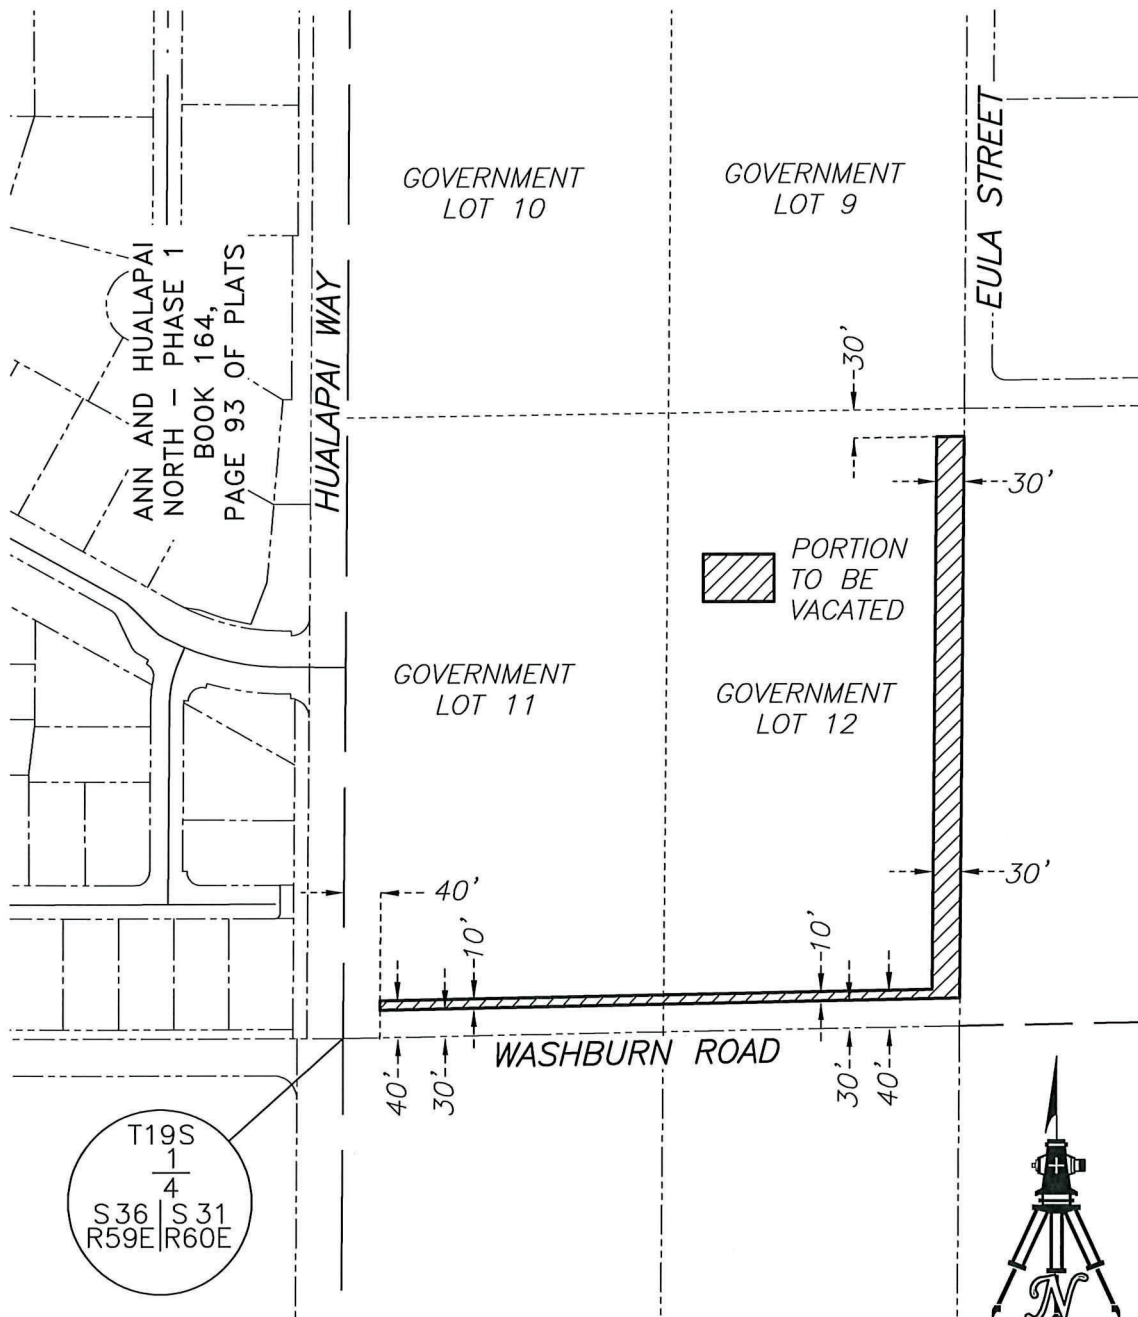 GOVERNMENT
LOT 10
GOVERNMENT
LOT 9
EULA STREET
ANN AND HUALAPAI
NORTH – PHASE 1
BOOK 164,
PAGE 93 OF PLATS
HUALAPAI WAY
30'
30'
PORTION
TO BE
VACATED
GOVERNMENT
LOT 11
GOVERNMENT
LOT 12
30'
40'
10'
10'
WASHBURN ROAD
40'
30'
30'
40'
T19S
1
4
S36 | S31
R59E | R60E
N